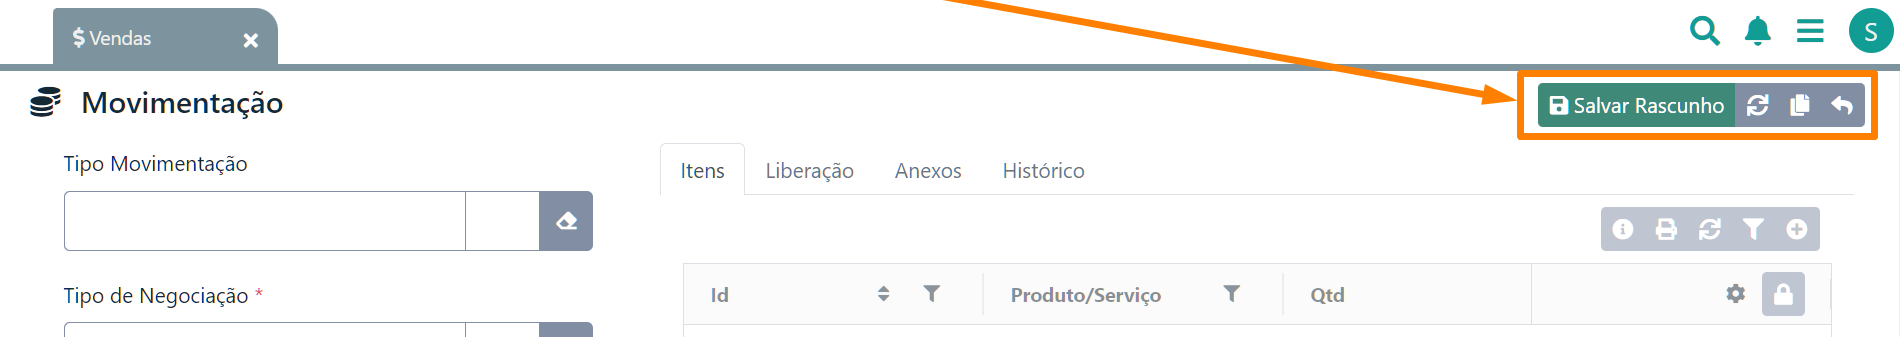 $ Vendas
S
Movimentação
Salvar Rascunho
Tipo Movimentação
Itens Liberação Anexos Histórico
Tipo de Negociação *
Id Produto/Serviço Qtd